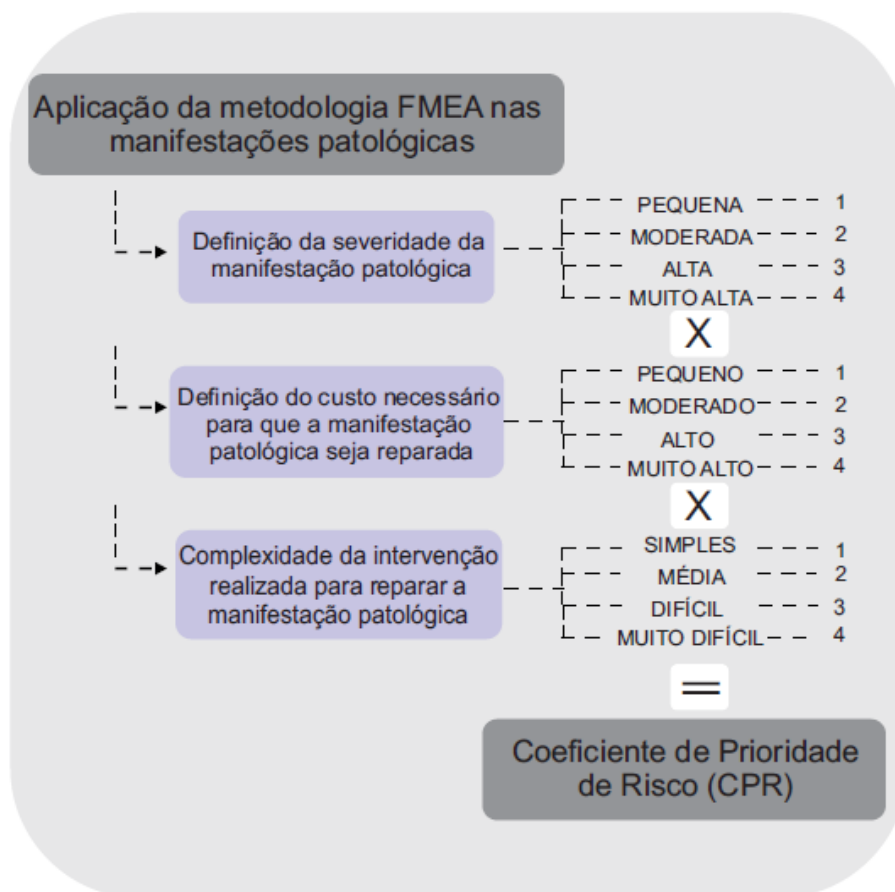 Aplicação da metodologia FMEA nas
manifestações patológicas
Definição da severidade da
manifestação patológica
PEQUENA 1
MODERADA 2
ALTA 3
MUITO ALTA 4
X
Definição do custo necessário
para que a manifestação
patológica seja reparada
PEQUENO 1
MODERADO 2
ALTO 3
MUITO ALTO 4
X
Complexidade da intervenção
realizada para reparar a
manifestação patológica
SIMPLES 1
MÉDIA 2
DIFÍCIL 3
MUITO DIFÍCIL 4
=
Coeficiente de Prioridade
de Risco (CPR)